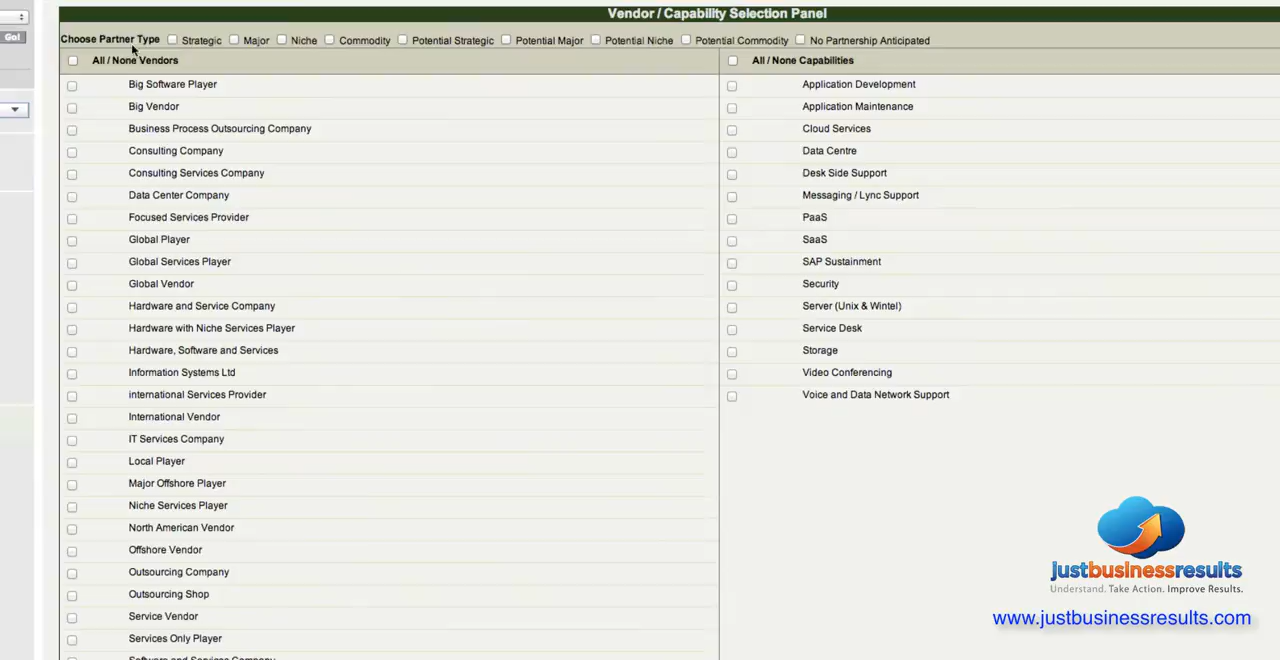 Vendor / Capability Selection Panel
Go!
Choose Partner Type Strategic Major Niche Commodity Potential Strategic Potential Major Potential Niche Potential Commodity No Partnership Anticipated
All / None Vendors
Big Software Player
Big Vendor
Business Process Outsourcing Company
Consulting Company
Consulting Services Company
Data Center Company
Focused Services Provider
Global Player
Global Services Player
Global Vendor
Hardware and Service Company
Hardware with Niche Services Player
Hardware, Software and Services
Information Systems Ltd
international Services Provider
International Vendor
IT Services Company
Local Player
Major Offshore Player
Niche Services Player
North American Vendor
Offshore Vendor
Outsourcing Company
Outsourcing Shop
Service Vendor
Services Only Player
Software and Services Company
All / None Capabilities
Application Development
Application Maintenance
Cloud Services
Data Centre
Desk Side Support
Messaging / Lync Support
PaaS
SaaS
SAP Sustainment
Security
Server (Unix & Wintel)
Service Desk
Storage
Video Conferencing
Voice and Data Network Support
justbusinessresults
Understand. Take Action. Improve Results.
www.justbusinessresults.com